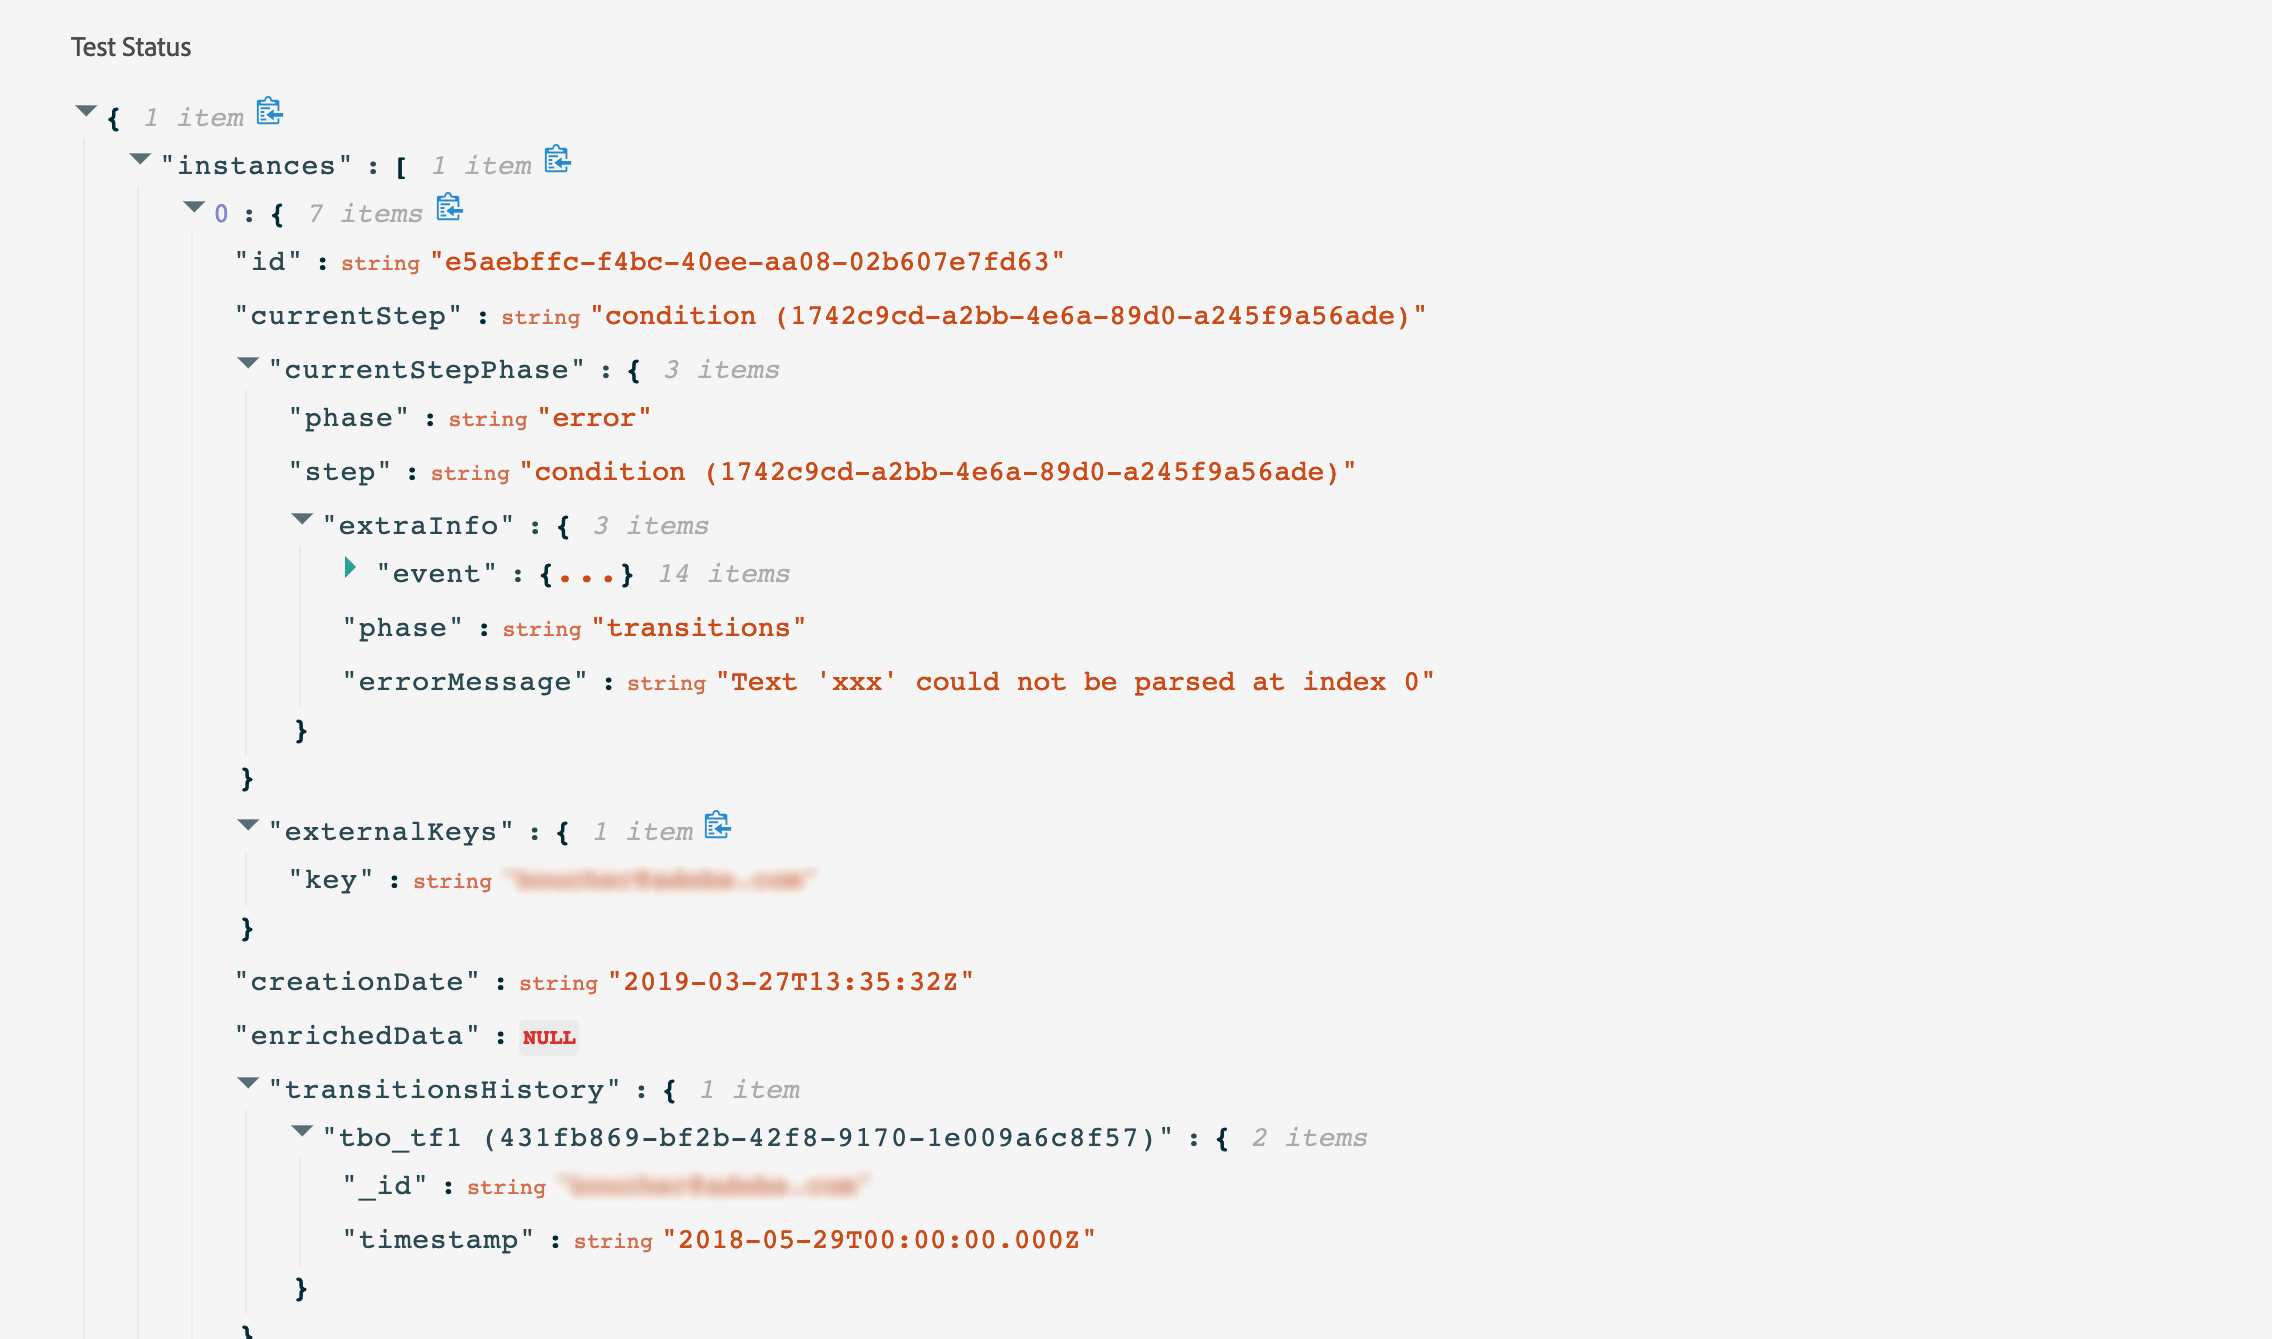 Test Status
{ 1 item
"instances" : [ 1 item
0 : { 7 items
"id" : string "e5aebffc-f4bc-40ee-aa08-02b607e7fd63"
"currentStep" : string "condition (1742c9cd-a2bb-4e6a-89d0-a245f9a56ade)"
"currentStepPhase" : { 3 items
"phase" : string "error"
"step" : string "condition (1742c9cd-a2bb-4e6a-89d0-a245f9a56ade)"
"extraInfo" : { 3 items
"event" : {...} 14 items
"phase" : string "transitions"
"errorMessage" : string "Text 'xxx' could not be parsed at index 0"
}
}
"externalKeys" : { 1 item
"key" : string
}
"creationDate" : string "2019-03-27T13:35:32Z"
"enrichedData" : NULL
"transitionsHistory" : { 1 item
"tbo_tf1 (431fb869-bf2b-42f8-9170-1e009a6c8f57)" : { 2 items
"_id" : string
"timestamp" : string "2018-05-29T00:00:00.000Z"
}
}